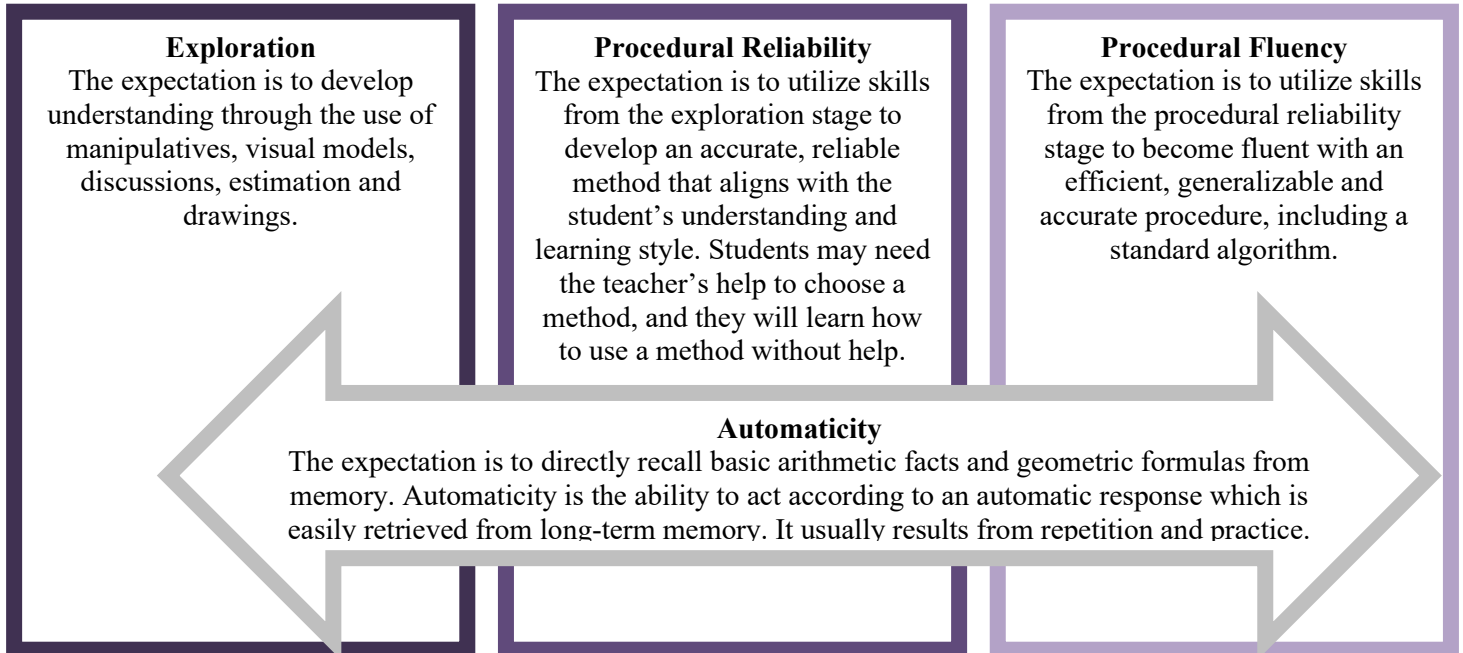 Exploration
The expectation is to develop
understanding through the use of
manipulatives, visual models,
discussions, estimation and
drawings.
Procedural Reliability
The expectation is to utilize skills
from the exploration stage to
develop an accurate, reliable
method that aligns with the
student’s understanding and
learning style. Students may need
the teacher’s help to choose a
method, and they will learn how
to use a method without help.
Procedural Fluency
The expectation is to utilize skills
from the procedural reliability
stage to become fluent with an
efficient, generalizable and
accurate procedure, including a
standard algorithm.
Automaticity
The expectation is to directly recall basic arithmetic facts and geometric formulas from
memory. Automaticity is the ability to act according to an automatic response which is
easily retrieved from long-term memory. It usually results from repetition and practice.